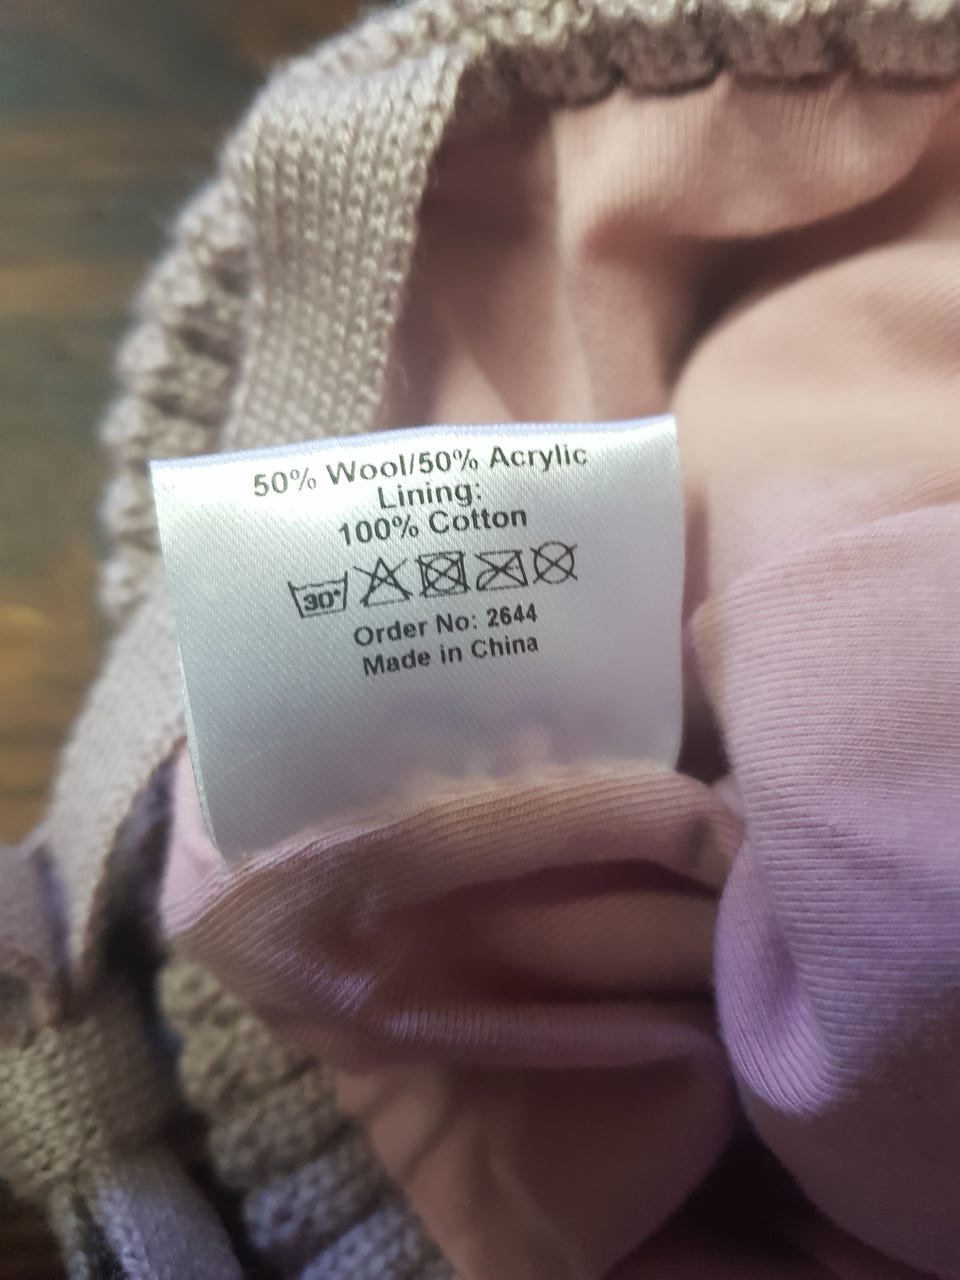 50% Wool/50% Acrylic
Lining:
100% Cotton
30°
Order No: 2644
Made in China